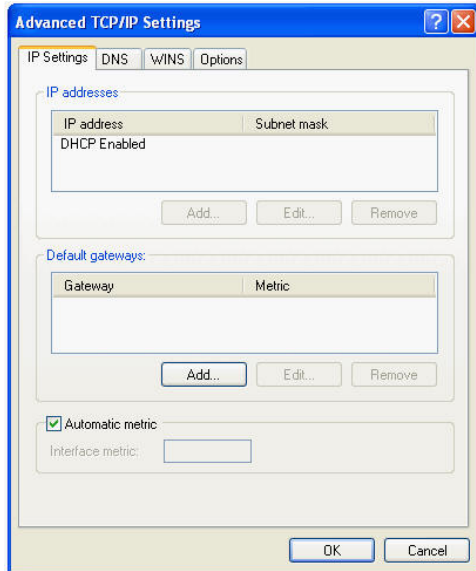 Advanced TCP/IP Settings
IP Settings DNS WINS Options
IP addresses
IP address Subnet mask
DHCP Enabled
Add... Edit... Remove
Default gateways:
Gateway Metric
Add... Edit... Remove
Automatic metric
Interface metric:
OK Cancel